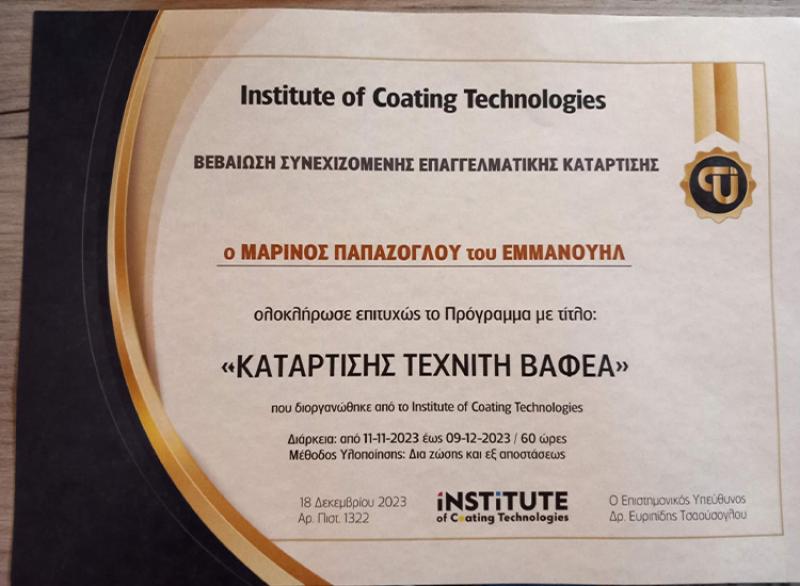 Institute of Coating Technologies
ΒΕΒΑΙΩΣΗ ΣΥΝΕΧΙΖΟΜΕΝΗΣ ΕΠΑΓΓΕΛΜΑΤΙΚΗΣ ΚΑΤΑΡΤΙΣΗΣ
ο ΜΑΡΙΝΟΣ ΠΑΠΑΖΟΓΛΟΥ του ΕΜΜΑΝΟΥΗΛ
ολοκλήρωσε επιτυχώς το Πρόγραμμα με τίτλο:
«ΚΑΤΑΡΤΙΣΗΣ ΤΕΧΝΙΤΗ ΒΑΦΕΑ»
που διοργανώθηκε από το Institute of Coating Technologies
Διάρκεια: από 11-11-2023 έως 09-12-2023 / 60 ώρες
Μέθοδος Υλοποίησης: Δια ζώσης και εξ αποστάσεως
18 Δεκεμβρίου 2023
Αρ. Πιστ. 1322
iNSTiTUTE
of Coating Technologies
Ο Επιστημονικός Υπεύθυνος
Δρ. Ευριπίδης Τσαούσογλου